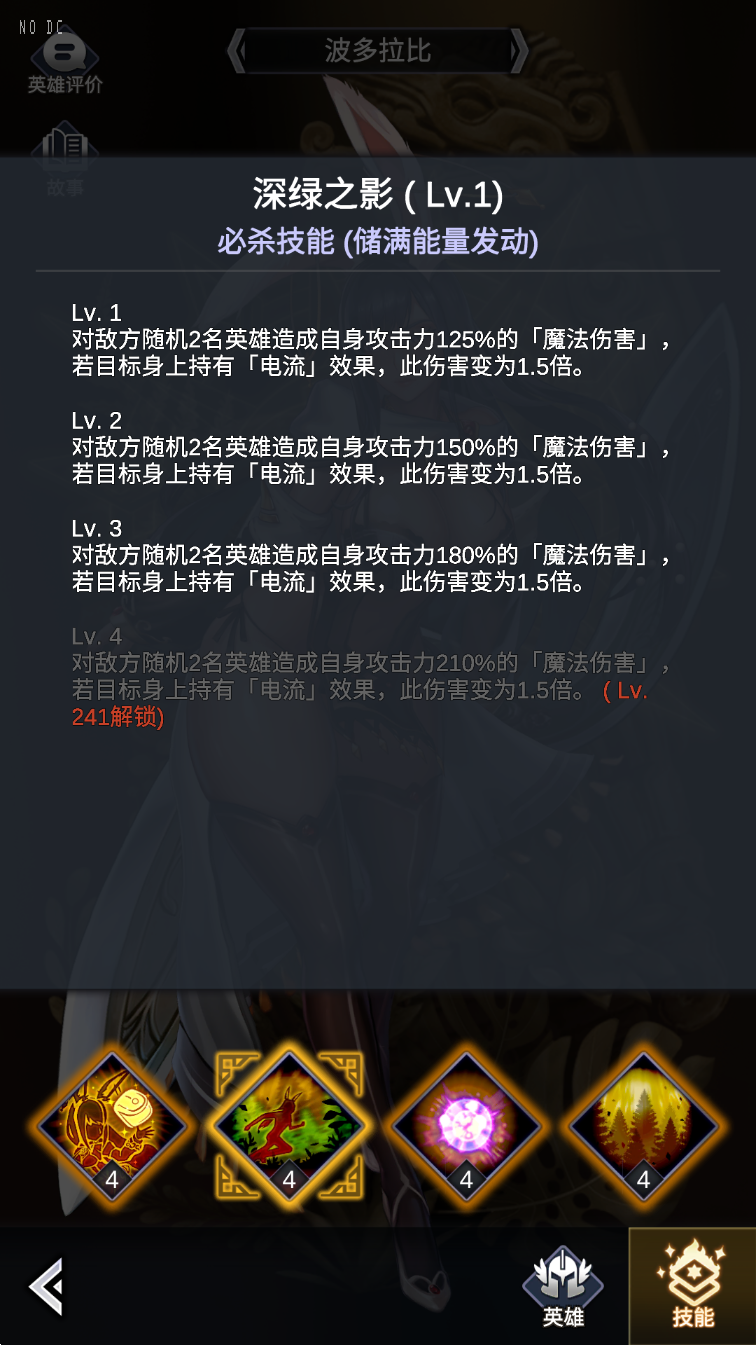 NO DC
波多拉比
英雄评价
故事
深绿之影 ( Lv.1)
必杀技能 (储满能量发动)
Lv. 1
对敌方随机2名英雄造成自身攻击力125%的「魔法伤害」，
若目标身上持有「电流」效果，此伤害变为1.5倍。
Lv. 2
对敌方随机2名英雄造成自身攻击力150%的「魔法伤害」，
若目标身上持有「电流」效果，此伤害变为1.5倍。
Lv. 3
对敌方随机2名英雄造成自身攻击力180%的「魔法伤害」，
若目标身上持有「电流」效果，此伤害变为1.5倍。
Lv. 4
对敌方随机2名英雄造成自身攻击力210%的「魔法伤害」，
若目标身上持有「电流」效果，此伤害变为1.5倍。 ( Lv.
241解锁)
4 4 4 4
英雄 技能